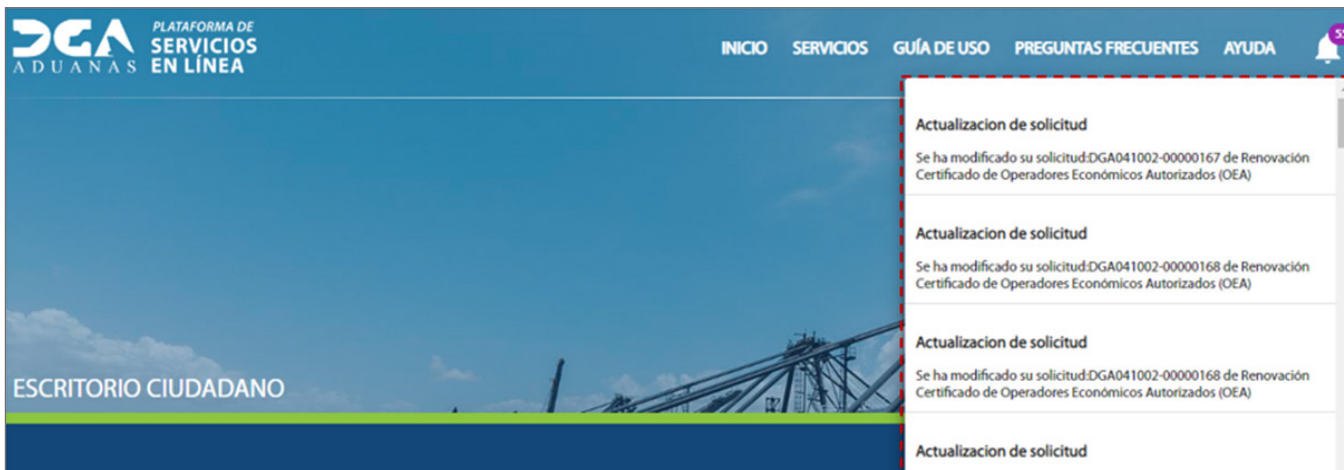 DGA
ADUANAS
PLATAFORMA DE
SERVICIOS
EN LÍNEA
INICIO SERVICIOS GUÍA DE USO PREGUNTAS FRECUENTES AYUDA
Actualizacion de solicitud
Se ha modificado su solicitud:DGA041002-00000167 de Renovación
Certificado de Operadores Económicos Autorizados (OEA)
Actualizacion de solicitud
Se ha modificado su solicitud:DGA041002-00000168 de Renovación
Certificado de Operadores Económicos Autorizados (OEA)
Actualizacion de solicitud
Se ha modificado su solicitud:DGA041002-00000168 de Renovación
Certificado de Operadores Económicos Autorizados (OEA)
Actualizacion de solicitud
ESCRITORIO CIUDADANO